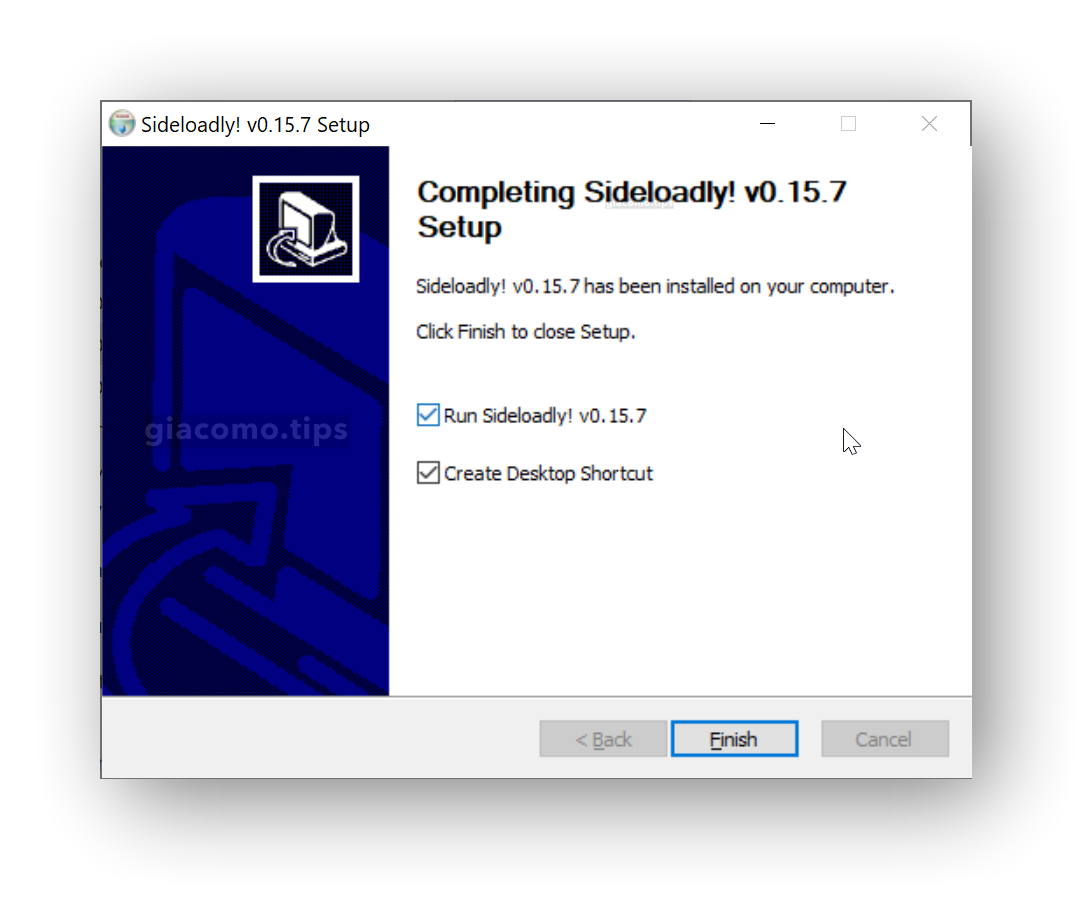 Sideloadly! v0.15.7 Setup
Completing Sideloadly! v0.15.7
Setup
Sideloadly! v0.15.7 has been installed on your computer.
Click Finish to close Setup.
giacomo.tips
Run Sideloadly! v0.15.7
Create Desktop Shortcut
< Back
Finish
Cancel